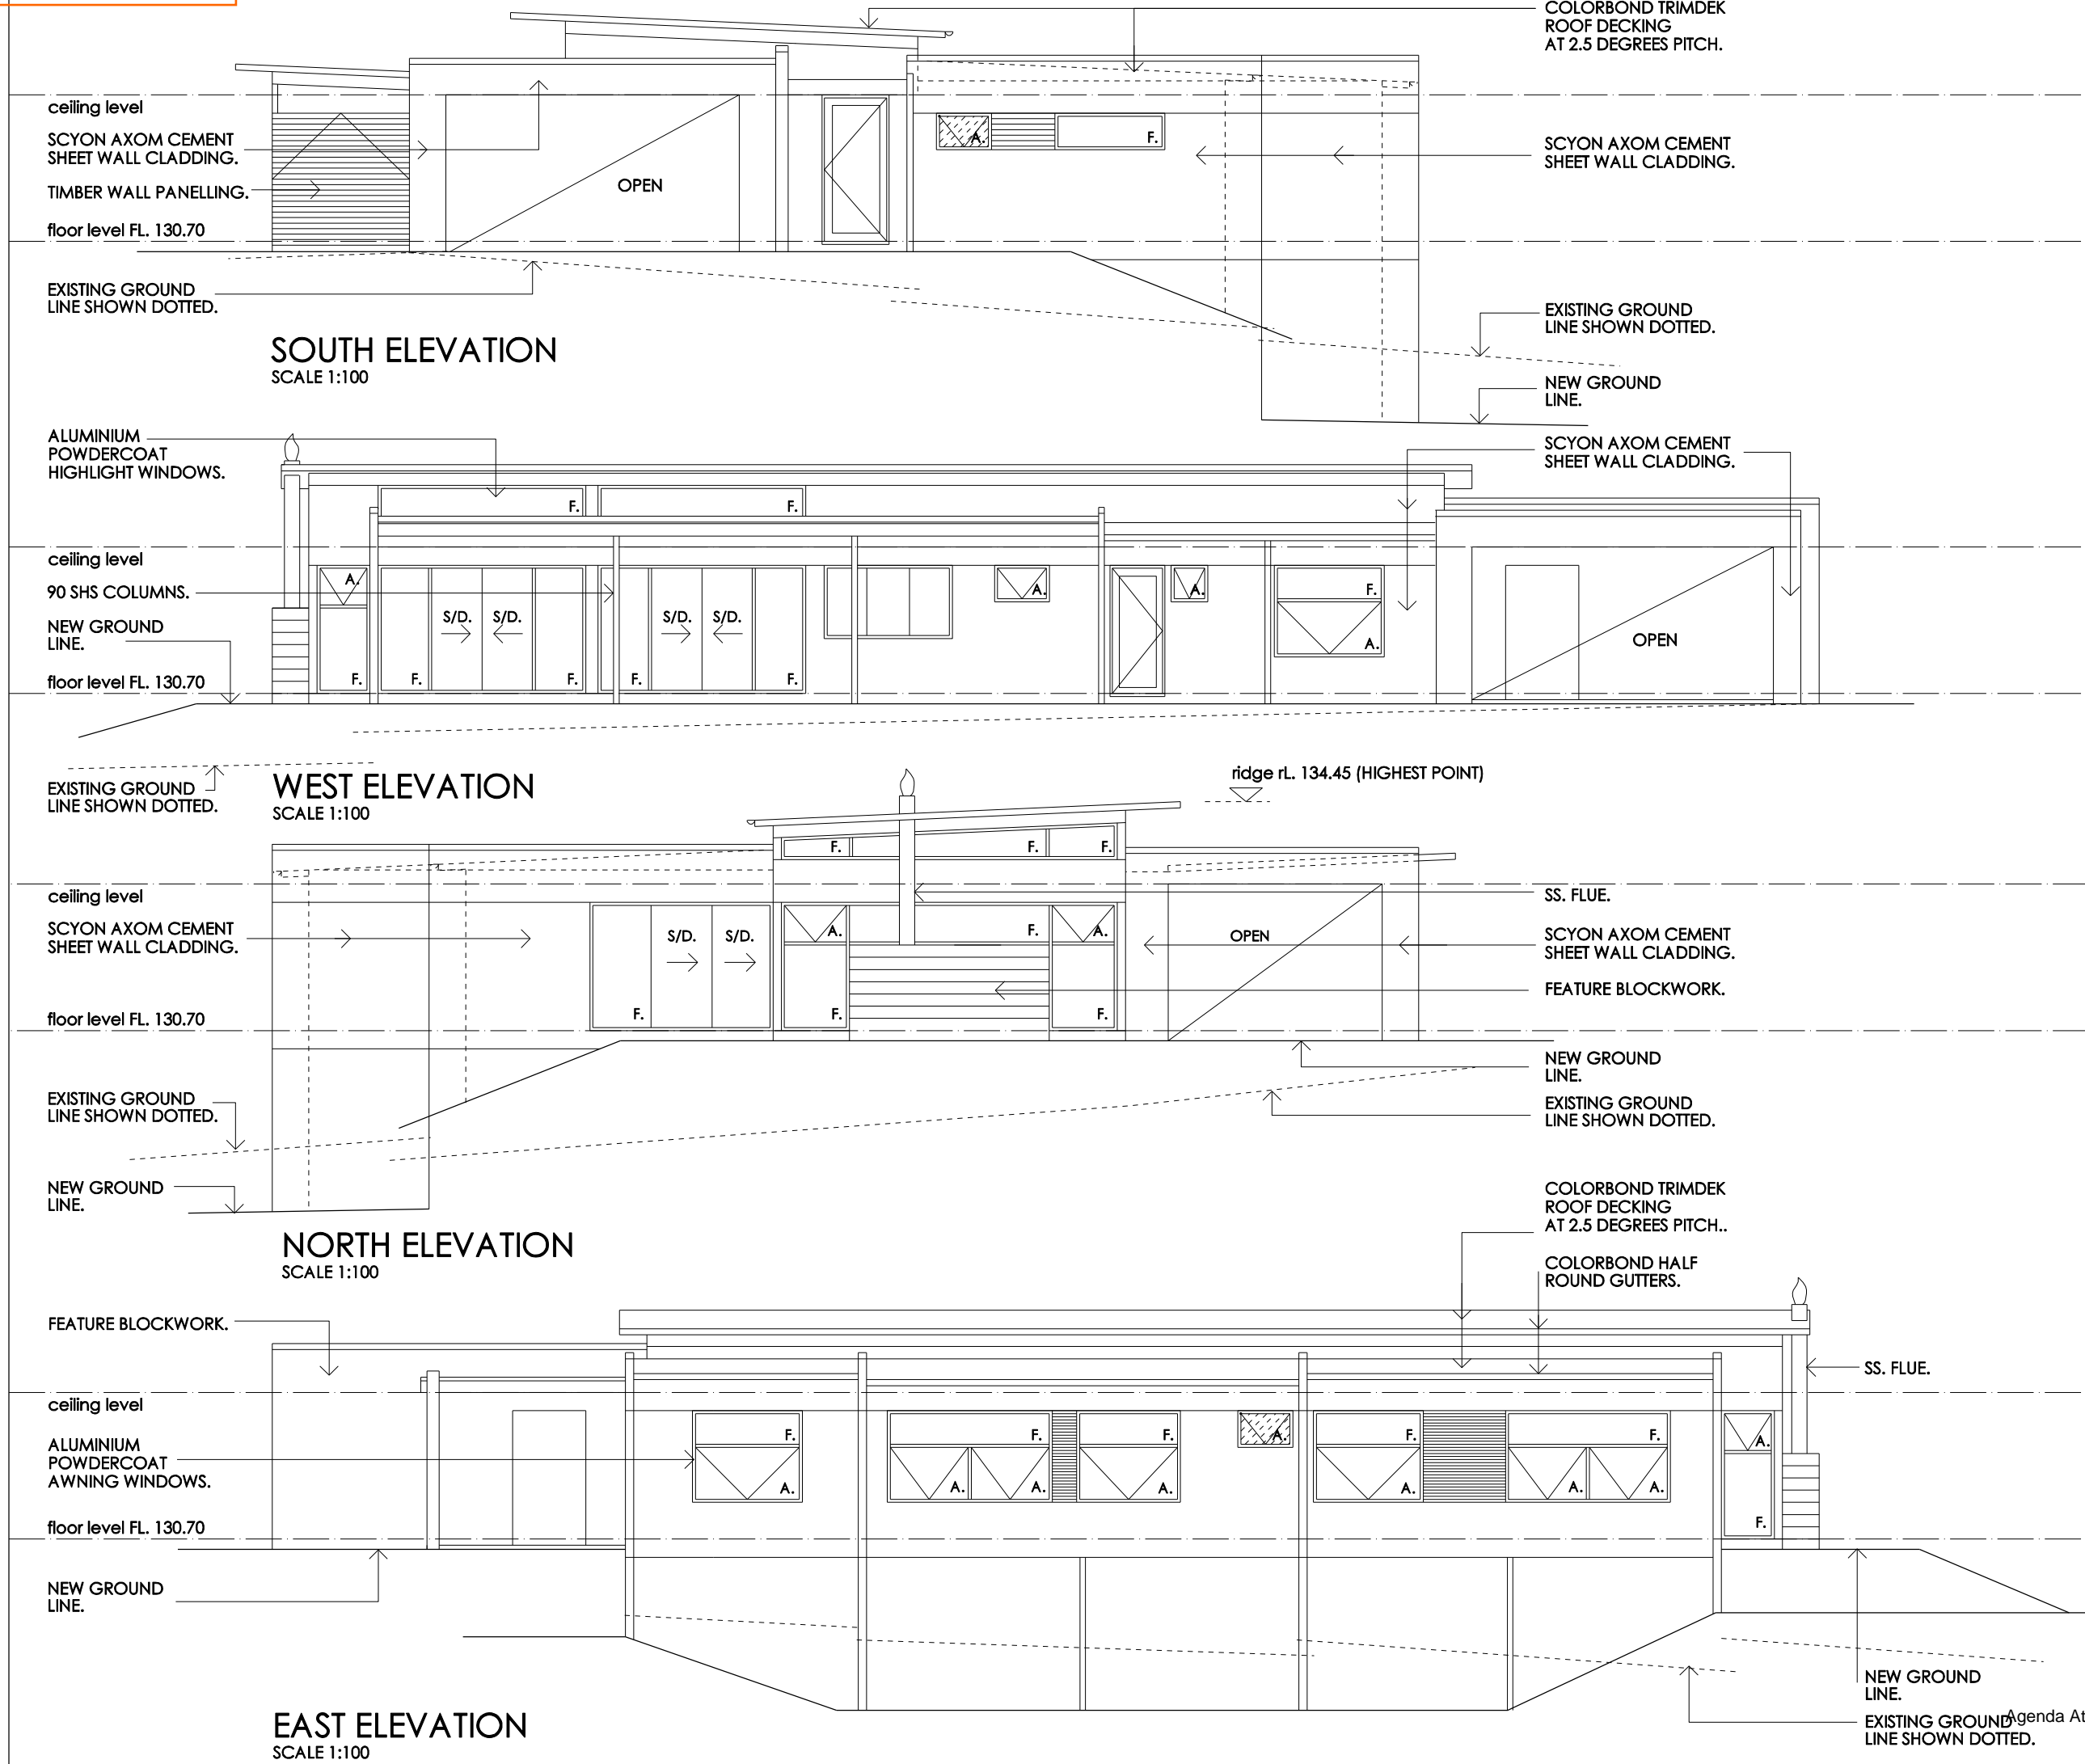 COLORBOND TRIMDEK
ROOF DECKING
AT 2.5 DEGREES PITCH.
ceiling level
SCYON AXOM CEMENT
SHEET WALL CLADDING.
TIMBER WALL PANELLING.
floor level FL. 130.70
EXISTING GROUND
LINE SHOWN DOTTED.
OPEN
A.
F.
SCYON AXOM CEMENT
SHEET WALL CLADDING.
EXISTING GROUND
LINE SHOWN DOTTED.
NEW GROUND
LINE.
SOUTH ELEVATION
SCALE 1:100
ALUMINIUM
POWDERCOAT
HIGHLIGHT WINDOWS.
SCYON AXOM CEMENT
SHEET WALL CLADDING.
F.
F.
ceiling level
90 SHS COLUMNS.
NEW GROUND
LINE.
floor level FL. 130.70
A.
S/D.
S/D.
S/D.
S/D.
A.
A.
F.
A.
OPEN
F.
F.
F.
F.
F.
EXISTING GROUND
LINE SHOWN DOTTED.
WEST ELEVATION
SCALE 1:100
ridge rL. 134.45 (HIGHEST POINT)
F.
F.
F.
ceiling level
SCYON AXOM CEMENT
SHEET WALL CLADDING.
S/D.
S/D.
A.
F.
A.
OPEN
SS. FLUE.
SCYON AXOM CEMENT
SHEET WALL CLADDING.
FEATURE BLOCKWORK.
floor level FL. 130.70
F.
F.
F.
NEW GROUND
LINE.
EXISTING GROUND
LINE SHOWN DOTTED.
EXISTING GROUND
LINE SHOWN DOTTED.
NEW GROUND
LINE.
NORTH ELEVATION
SCALE 1:100
COLORBOND TRIMDEK
ROOF DECKING
AT 2.5 DEGREES PITCH..
COLORBOND HALF
ROUND GUTTERS.
FEATURE BLOCKWORK.
SS. FLUE.
ceiling level
ALUMINIUM
POWDERCOAT
AWNING WINDOWS.
floor level FL. 130.70
F.
F.
F.
A.
F.
F.
A.
A.
A.
A.
A.
A.
A.
A.
F.
NEW GROUND
LINE.
NEW GROUND
LINE.
EXISTING GROUND
LINE SHOWN DOTTED.
Agenda At
EAST ELEVATION
SCALE 1:100